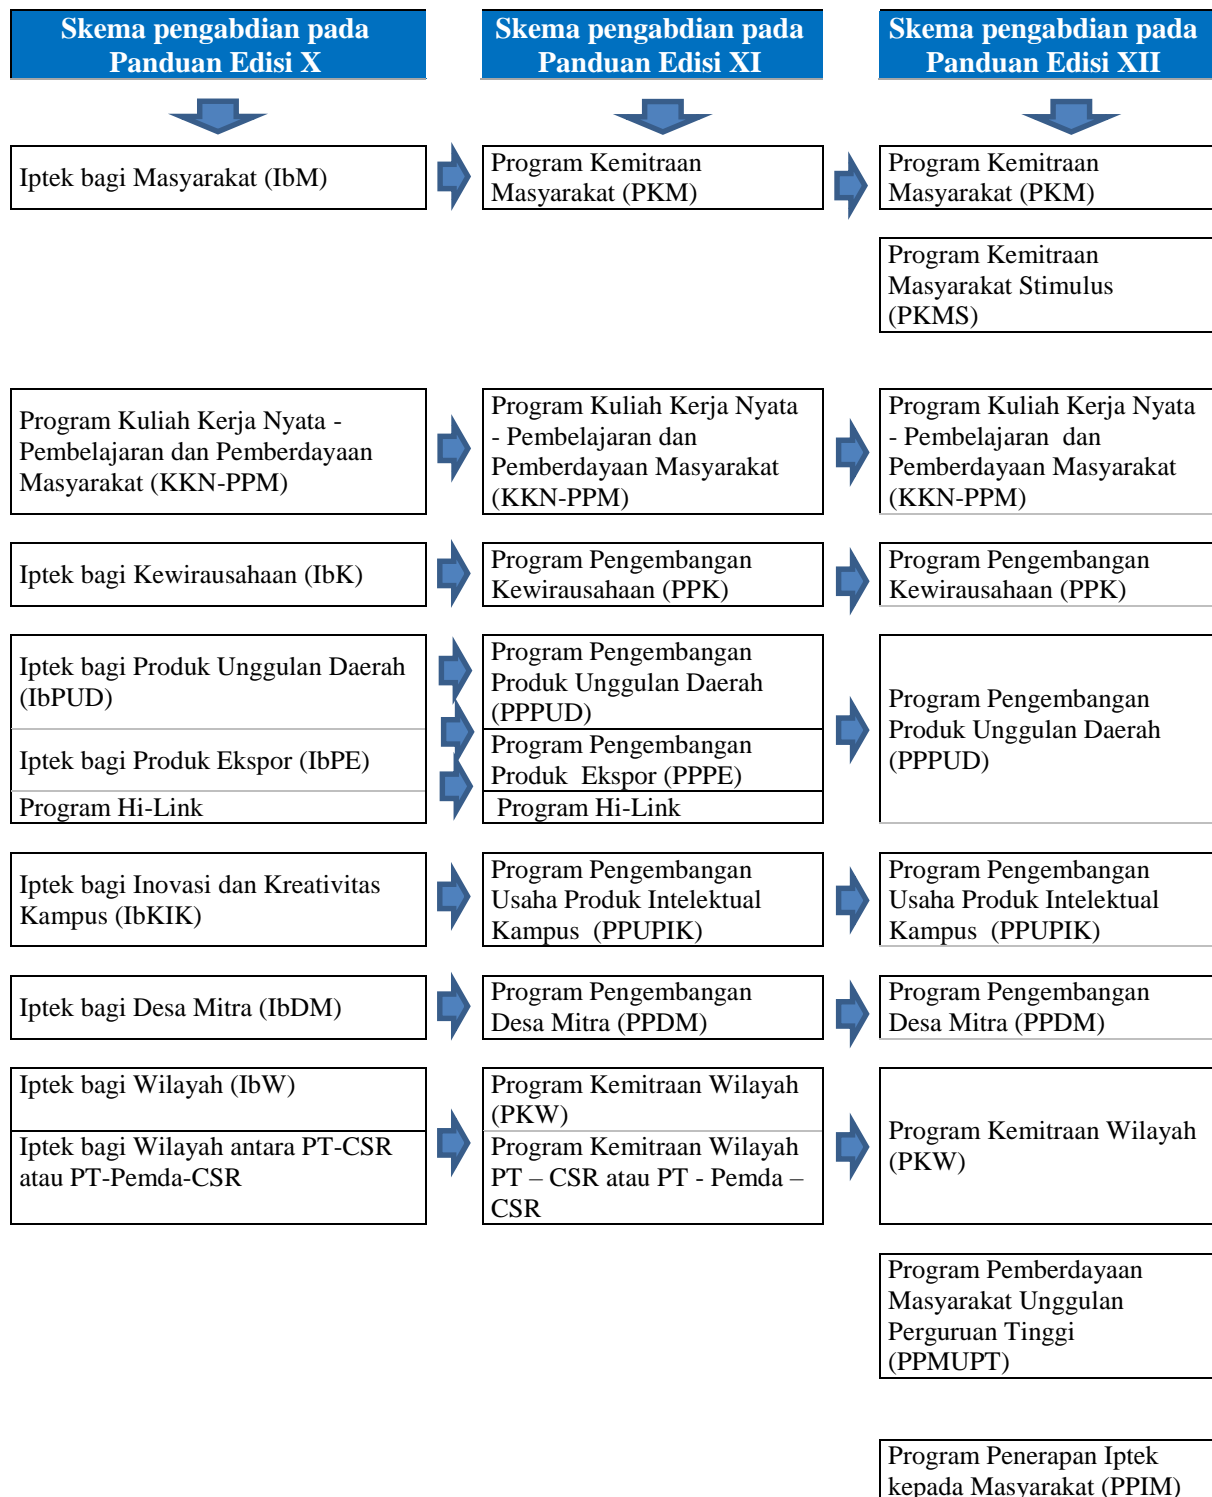 Skema pengabdian pada
Panduan Edisi X
Skema pengabdian pada
Panduan Edisi XI
Skema pengabdian pada
Panduan Edisi XII
Iptek bagi Masyarakat (IbM)
Program Kemitraan
Masyarakat (PKM)
Program Kemitraan
Masyarakat (PKM)
Program Kemitraan
Masyarakat Stimulus
(PKMS)
Program Kuliah Kerja Nyata -
Pembelajaran dan Pemberdayaan
Masyarakat (KKN-PPM)
Program Kuliah Kerja Nyata
- Pembelajaran dan
Pemberdayaan Masyarakat
(KKN-PPM)
Program Kuliah Kerja Nyata
- Pembelajaran dan
Pemberdayaan Masyarakat
(KKN-PPM)
Iptek bagi Kewirausahaan (IbK)
Program Pengembangan
Kewirausahaan (PPK)
Program Pengembangan
Kewirausahaan (PPK)
Iptek bagi Produk Unggulan Daerah
(IbPUD)
Program Pengembangan
Produk Unggulan Daerah
(PPPUD)
Program Pengembangan
Produk Unggulan Daerah
(PPPUD)
Iptek bagi Produk Ekspor (IbPE)
Program Pengembangan
Produk Ekspor (PPPE)
Program Hi-Link
Program Hi-Link
Iptek bagi Inovasi dan Kreativitas
Kampus (IbKIK)
Program Pengembangan
Usaha Produk Intelektual
Kampus (PPUPIK)
Program Pengembangan
Usaha Produk Intelektual
Kampus (PPUPIK)
Iptek bagi Desa Mitra (IbDM)
Program Pengembangan
Desa Mitra (PPDM)
Program Pengembangan
Desa Mitra (PPDM)
Iptek bagi Wilayah (IbW)
Program Kemitraan Wilayah
(PKW)
Program Kemitraan Wilayah
(PKW)
Iptek bagi Wilayah antara PT-CSR
atau PT-Pemda-CSR
Program Kemitraan Wilayah
PT – CSR atau PT - Pemda –
CSR
Program Pemberdayaan
Masyarakat Unggulan
Perguruan Tinggi
(PPMUPT)
Program Penerapan Iptek
kepada Masyarakat (PPIM)